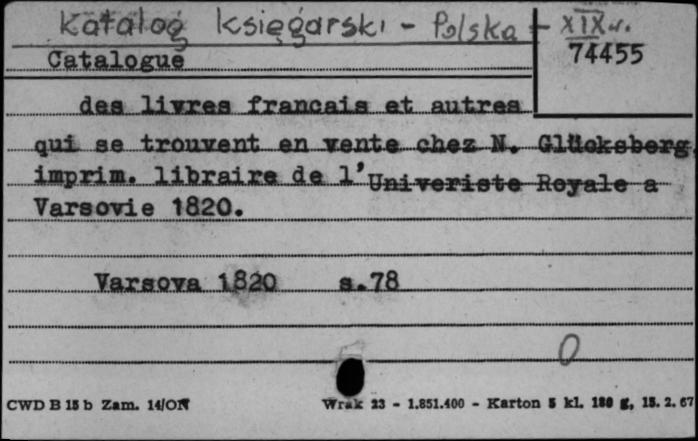 Katalog Księgarski - Polska - XIX w.
74455
Catalogue
des livres francais et autres
qui se trouvent en vente chez N. Glücksberg,
imprim. libraire de l'Univeriste Royale a
Varsovie 1820.
Varsova 1820 s.78
0
CWD B 15 b Zam. 14/ON Wrak 23 - 1.851.400 - Karton 5 kl. 180 g, 15. 2. 67